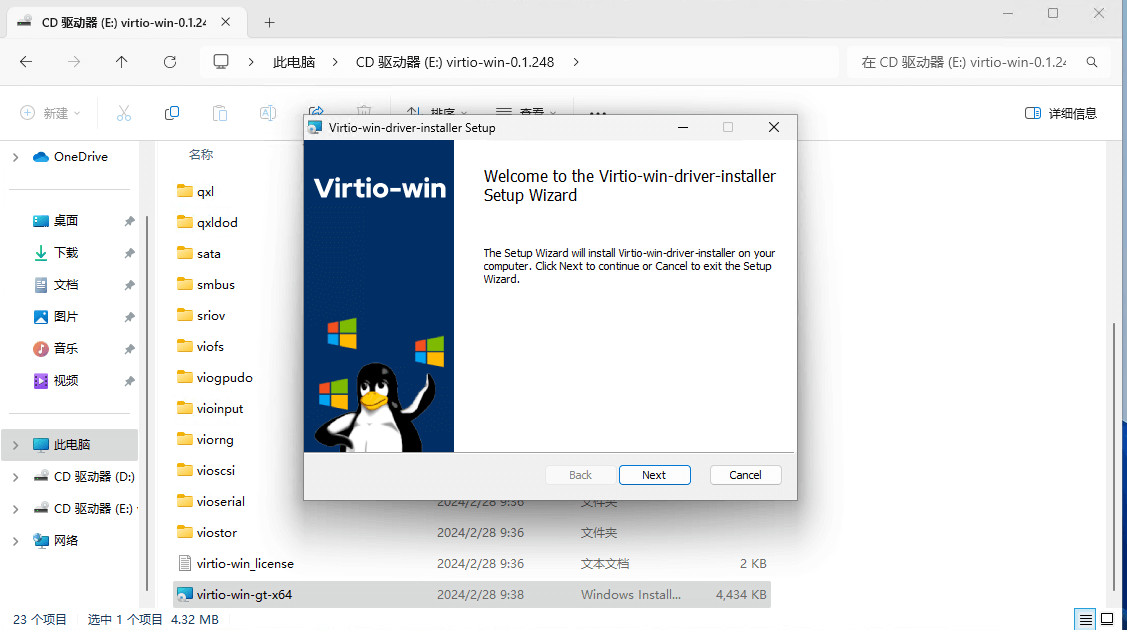 CD 驱动器 (E:) virtio-win-0.1.24
此电脑
CD 驱动器 (E:) virtio-win-0.1.248
在 CD 驱动器 (E:) virtio-win-0.1.24
新建
排序
查看
详细信息
OneDrive
桌面
下载
文档
图片
音乐
视频
此电脑
CD 驱动器 (D:)
CD 驱动器 (E:)
网络
名称
qxl
qxldod
sata
smbus
sriov
viofs
viogpudo
vioinput
viorng
vioscsi
vioserial 2024/2/28 9:36 文件夹
viostor 2024/2/28 9:36 文件夹
virtio-win_license 2024/2/28 9:36 文本文档 2 KB
virtio-win-gt-x64 2024/2/28 9:38 Windows Install... 4,434 KB
Virtio-win-driver-installer Setup
Virtio-win
Welcome to the Virtio-win-driver-installer
Setup Wizard
The Setup Wizard will install Virtio-win-driver-installer on your
computer. Click Next to continue or Cancel to exit the Setup
Wizard.
Back
Next
Cancel
23 个项目
选中 1 个项目 4.32 MB